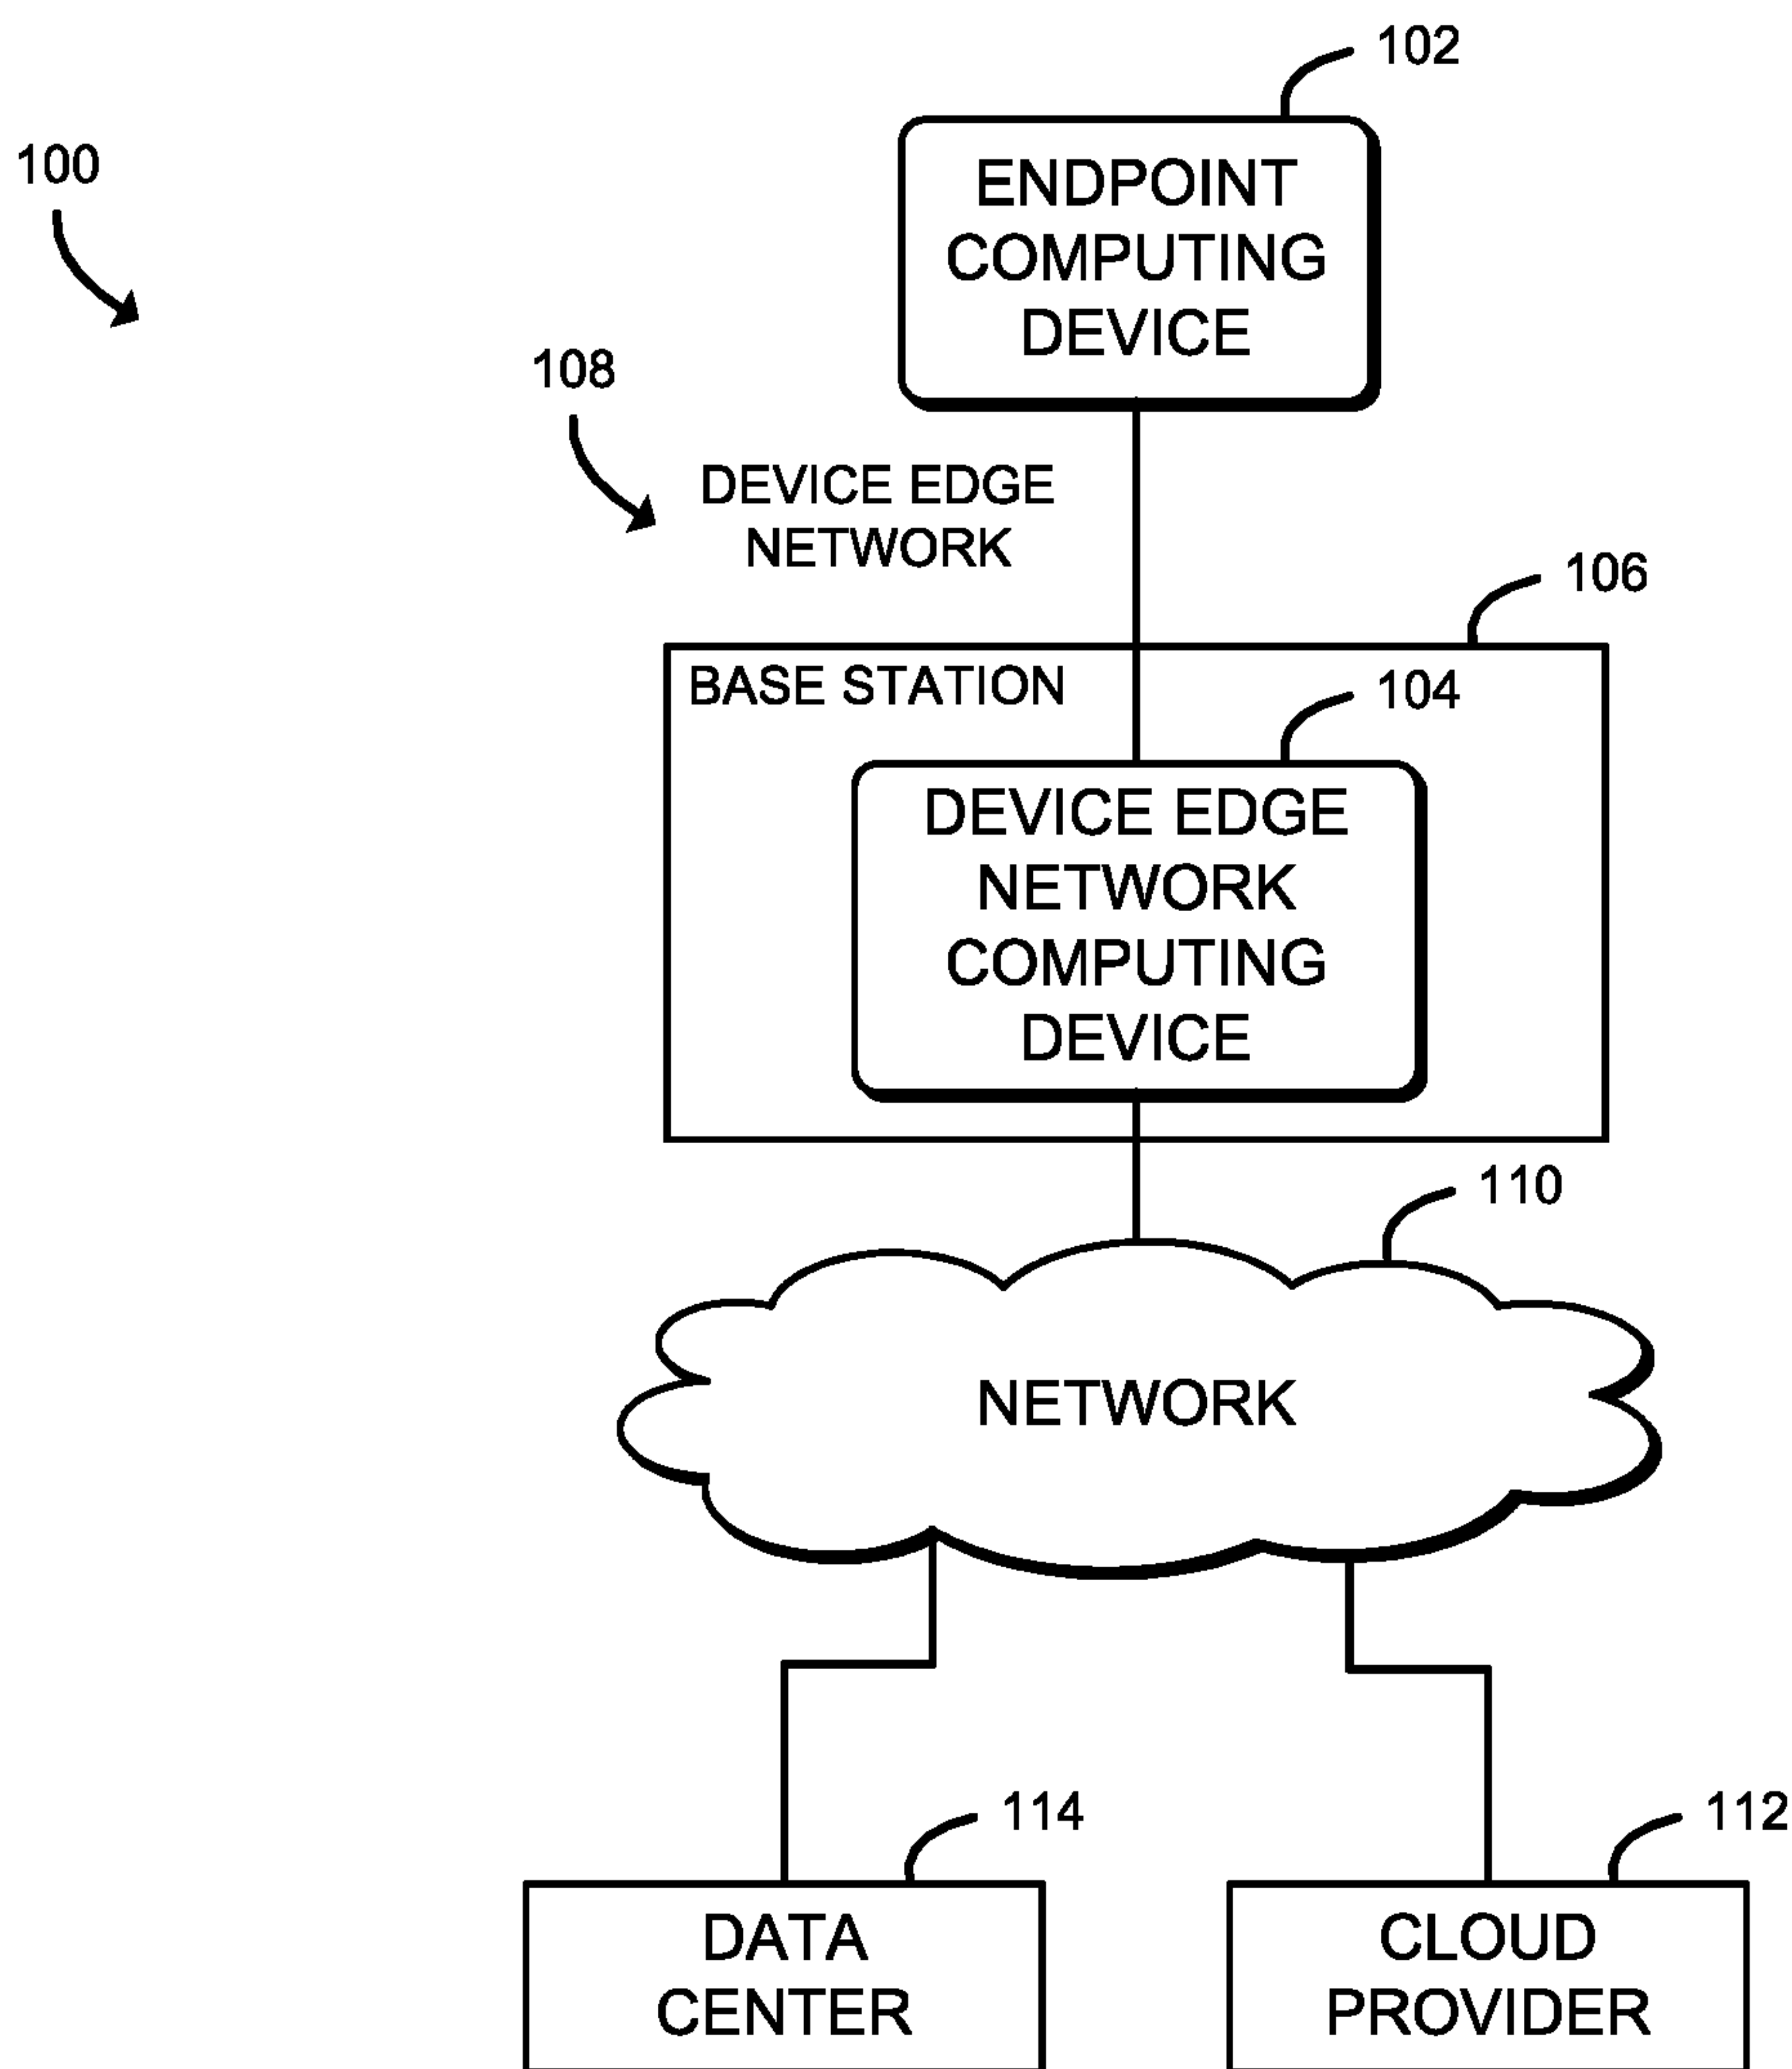 102
100
ENDPOINT
COMPUTING
DEVICE
108
DEVICE EDGE
NETWORK
106
BASE STATION
104
DEVICE EDGE
NETWORK
COMPUTING
DEVICE
110
NETWORK
114
112
DATA
CENTER
CLOUD
PROVIDER